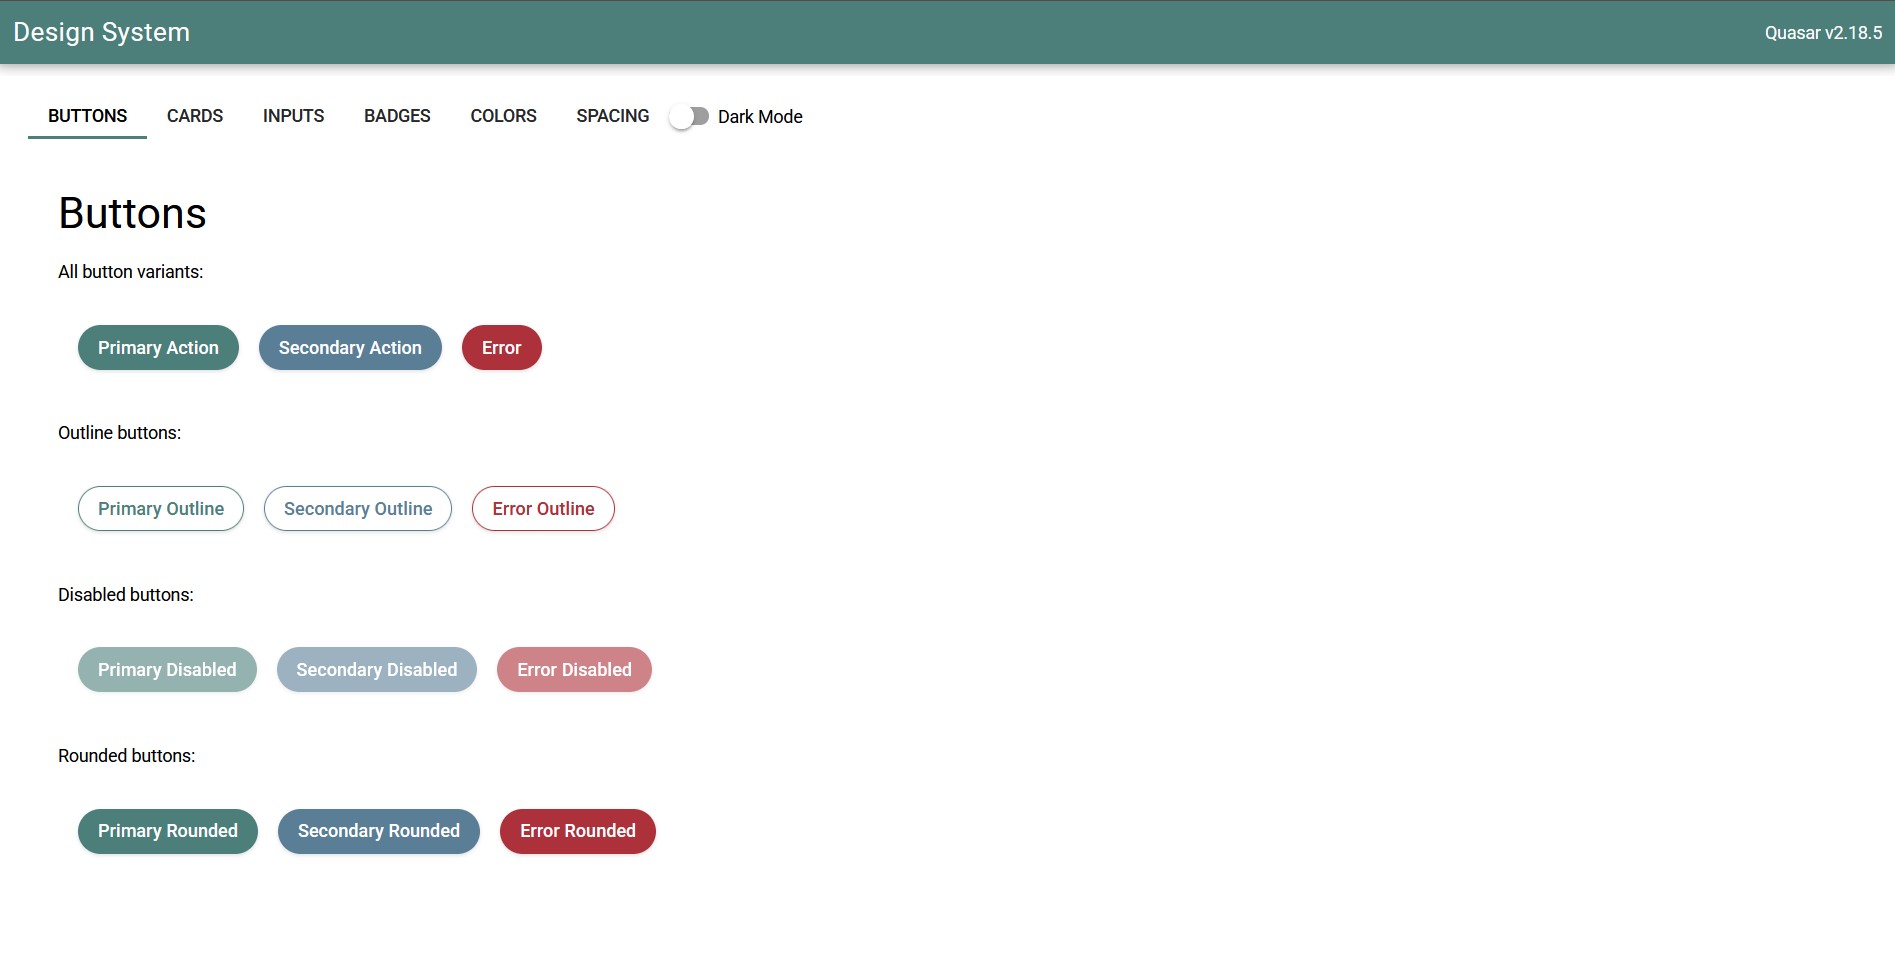 Design System
Quasar v2.18.5
BUTTONS CARDS INPUTS BADGES COLORS SPACING Dark Mode
Buttons
All button variants:
Primary Action Secondary Action Error
Outline buttons:
Primary Outline Secondary Outline Error Outline
Disabled buttons:
Primary Disabled Secondary Disabled Error Disabled
Rounded buttons:
Primary Rounded Secondary Rounded Error Rounded